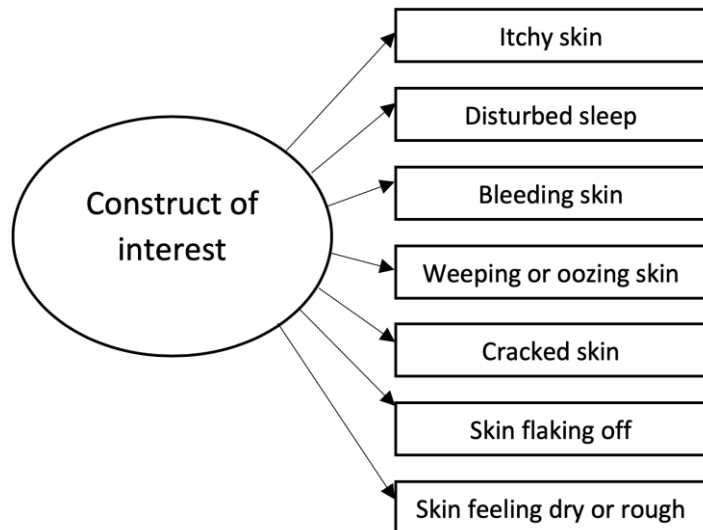 Construct of
interest
Itchy skin
Disturbed sleep
Bleeding skin
Weeping or oozing skin
Cracked skin
Skin flaking off
Skin feeling dry or rough